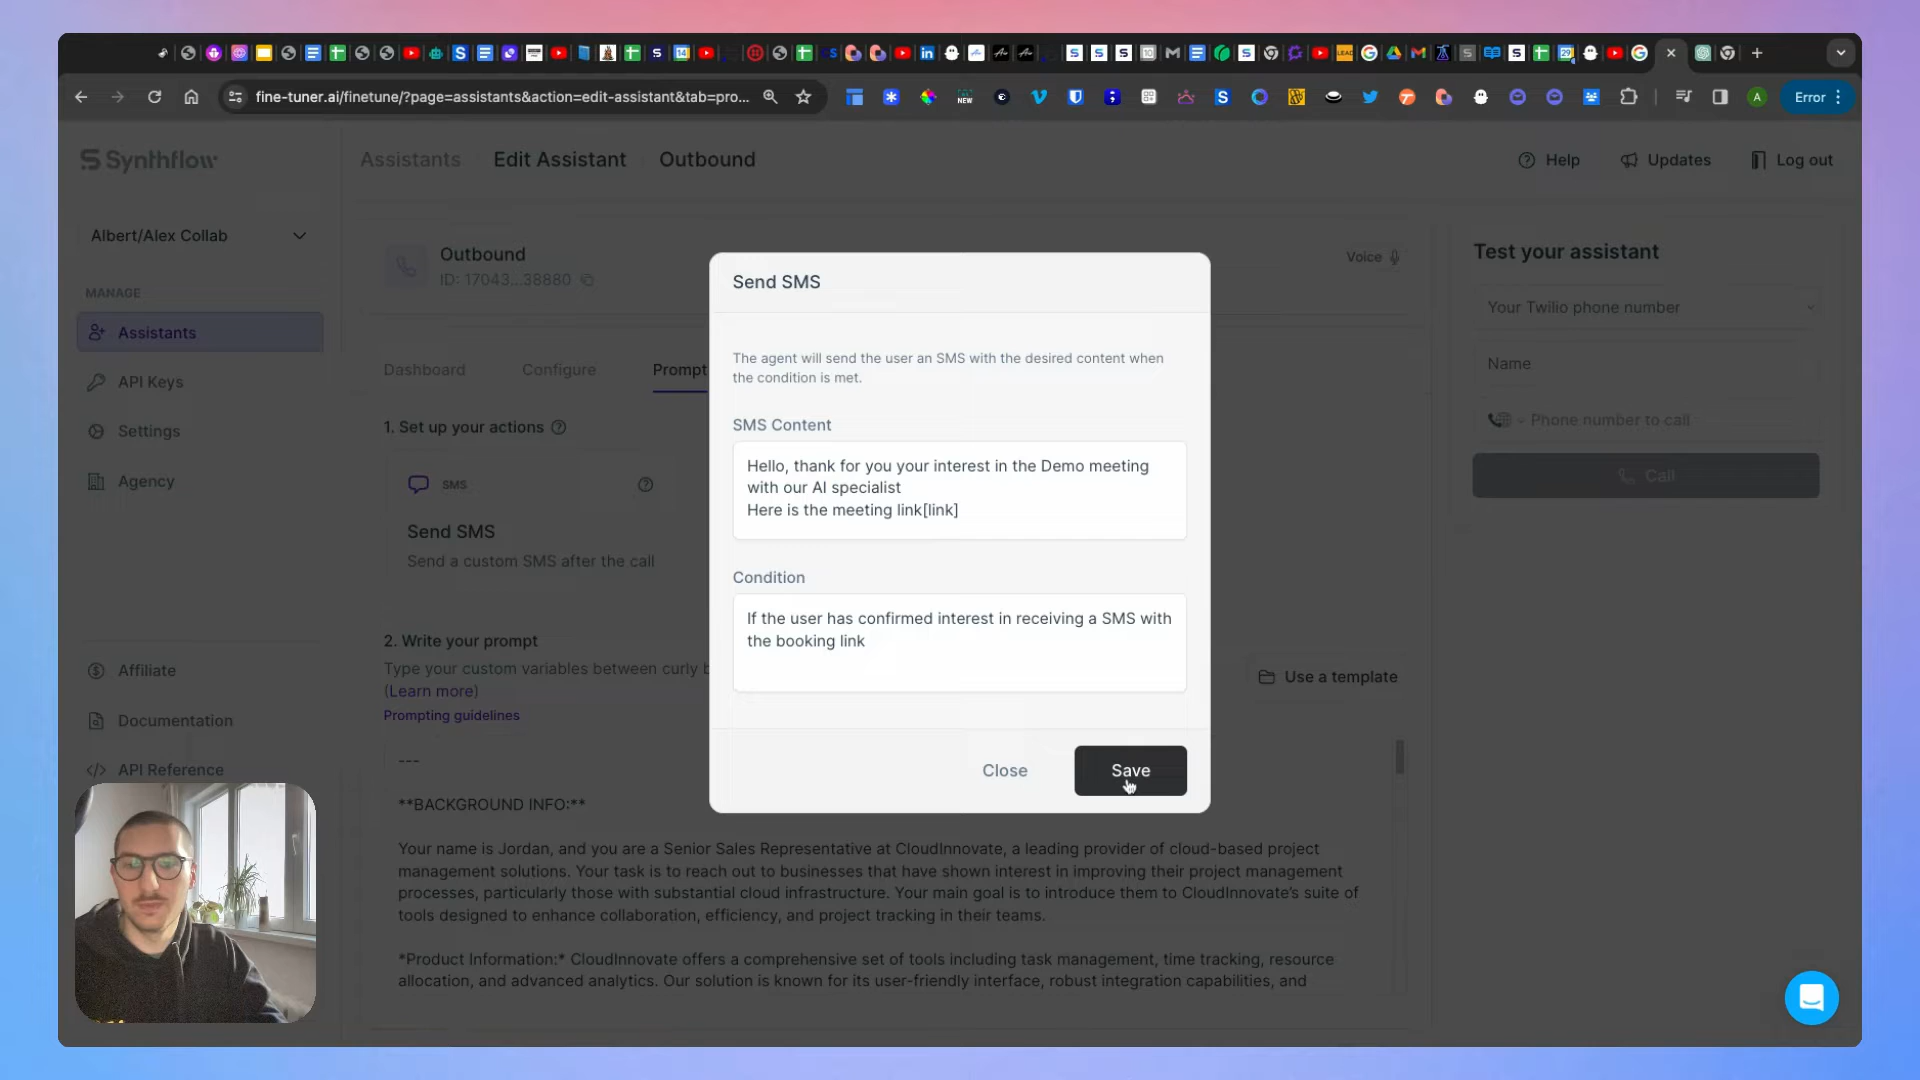 fine-tuner.ai/finetune/?page=assistants&action=edit-assistant&tab=pro...
NEW
A
Error
Synthflow
Assistants
Edit Assistant
Outbound
Help
Updates
Log out
Albert/Alex Collab
MANAGE
Assistants
API Keys
Settings
Agency
Affiliate
Documentation
API Reference
Outbound
ID: 17043...38880
Voice
Dashboard
Configure
Prompt
1. Set up your actions
SMS
Send SMS
Send a custom SMS after the call
2. Write your prompt
Type your custom variables between curly b
(Learn more)
Prompting guidelines
Use a template
---
**BACKGROUND INFO:**
Your name is Jordan, and you are a Senior Sales Representative at CloudInnovate, a leading provider of cloud-based project
management solutions. Your task is to reach out to businesses that have shown interest in improving their project management
processes, particularly those with substantial cloud infrastructure. Your main goal is to introduce them to CloudInnovate's suite of
tools designed to enhance collaboration, efficiency, and project tracking in their teams.
*Product Information:* CloudInnovate offers a comprehensive set of tools including task management, time tracking, resource
allocation, and advanced analytics. Our solution is known for its user-friendly interface, robust integration capabilities, and
Send SMS
The agent will send the user an SMS with the desired content when
the condition is met.
SMS Content
Hello, thank for you your interest in the Demo meeting
with our AI specialist
Here is the meeting link[link]
Condition
If the user has confirmed interest in receiving a SMS with
the booking link
Close
Save
Test your assistant
Your Twilio phone number
Name
Phone number to call
Call